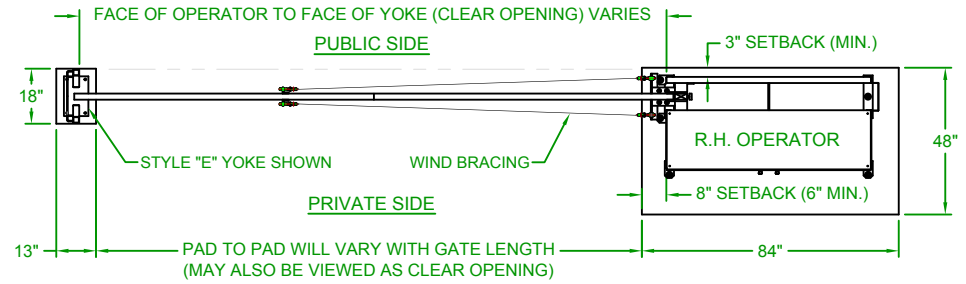 FACE OF OPERATOR TO FACE OF YOKE (CLEAR OPENING) VARIES
PUBLIC SIDE
3" SETBACK (MIN.)
18"
R.H. OPERATOR
48"
STYLE "E" YOKE SHOWN
WIND BRACING
8" SETBACK (6" MIN.)
PRIVATE SIDE
13"
PAD TO PAD WILL VARY WITH GATE LENGTH
84"
(MAY ALSO BE VIEWED AS CLEAR OPENING)